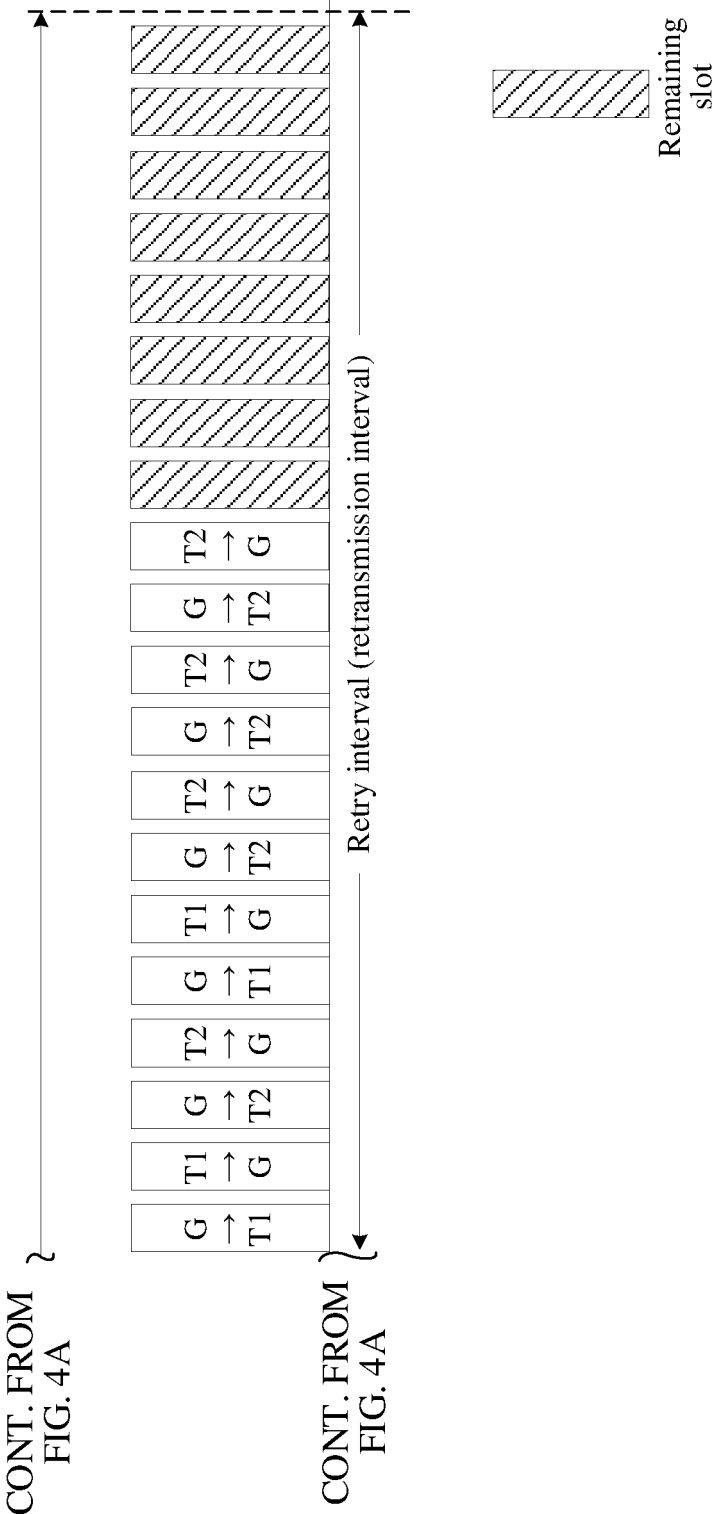 CONT. FROM
FIG. 4A
G
↓
T1
T1
↓
G
G
↓
T2
T2
↓
G
G
↓
T1
T1
↓
G
G
↓
T2
T2
↓
G
G
↓
T2
T2
↓
G
G
↓
T2
T2
↓
G
CONT. FROM
FIG. 4A
Retry interval (retransmission interval)
Remaining
slot